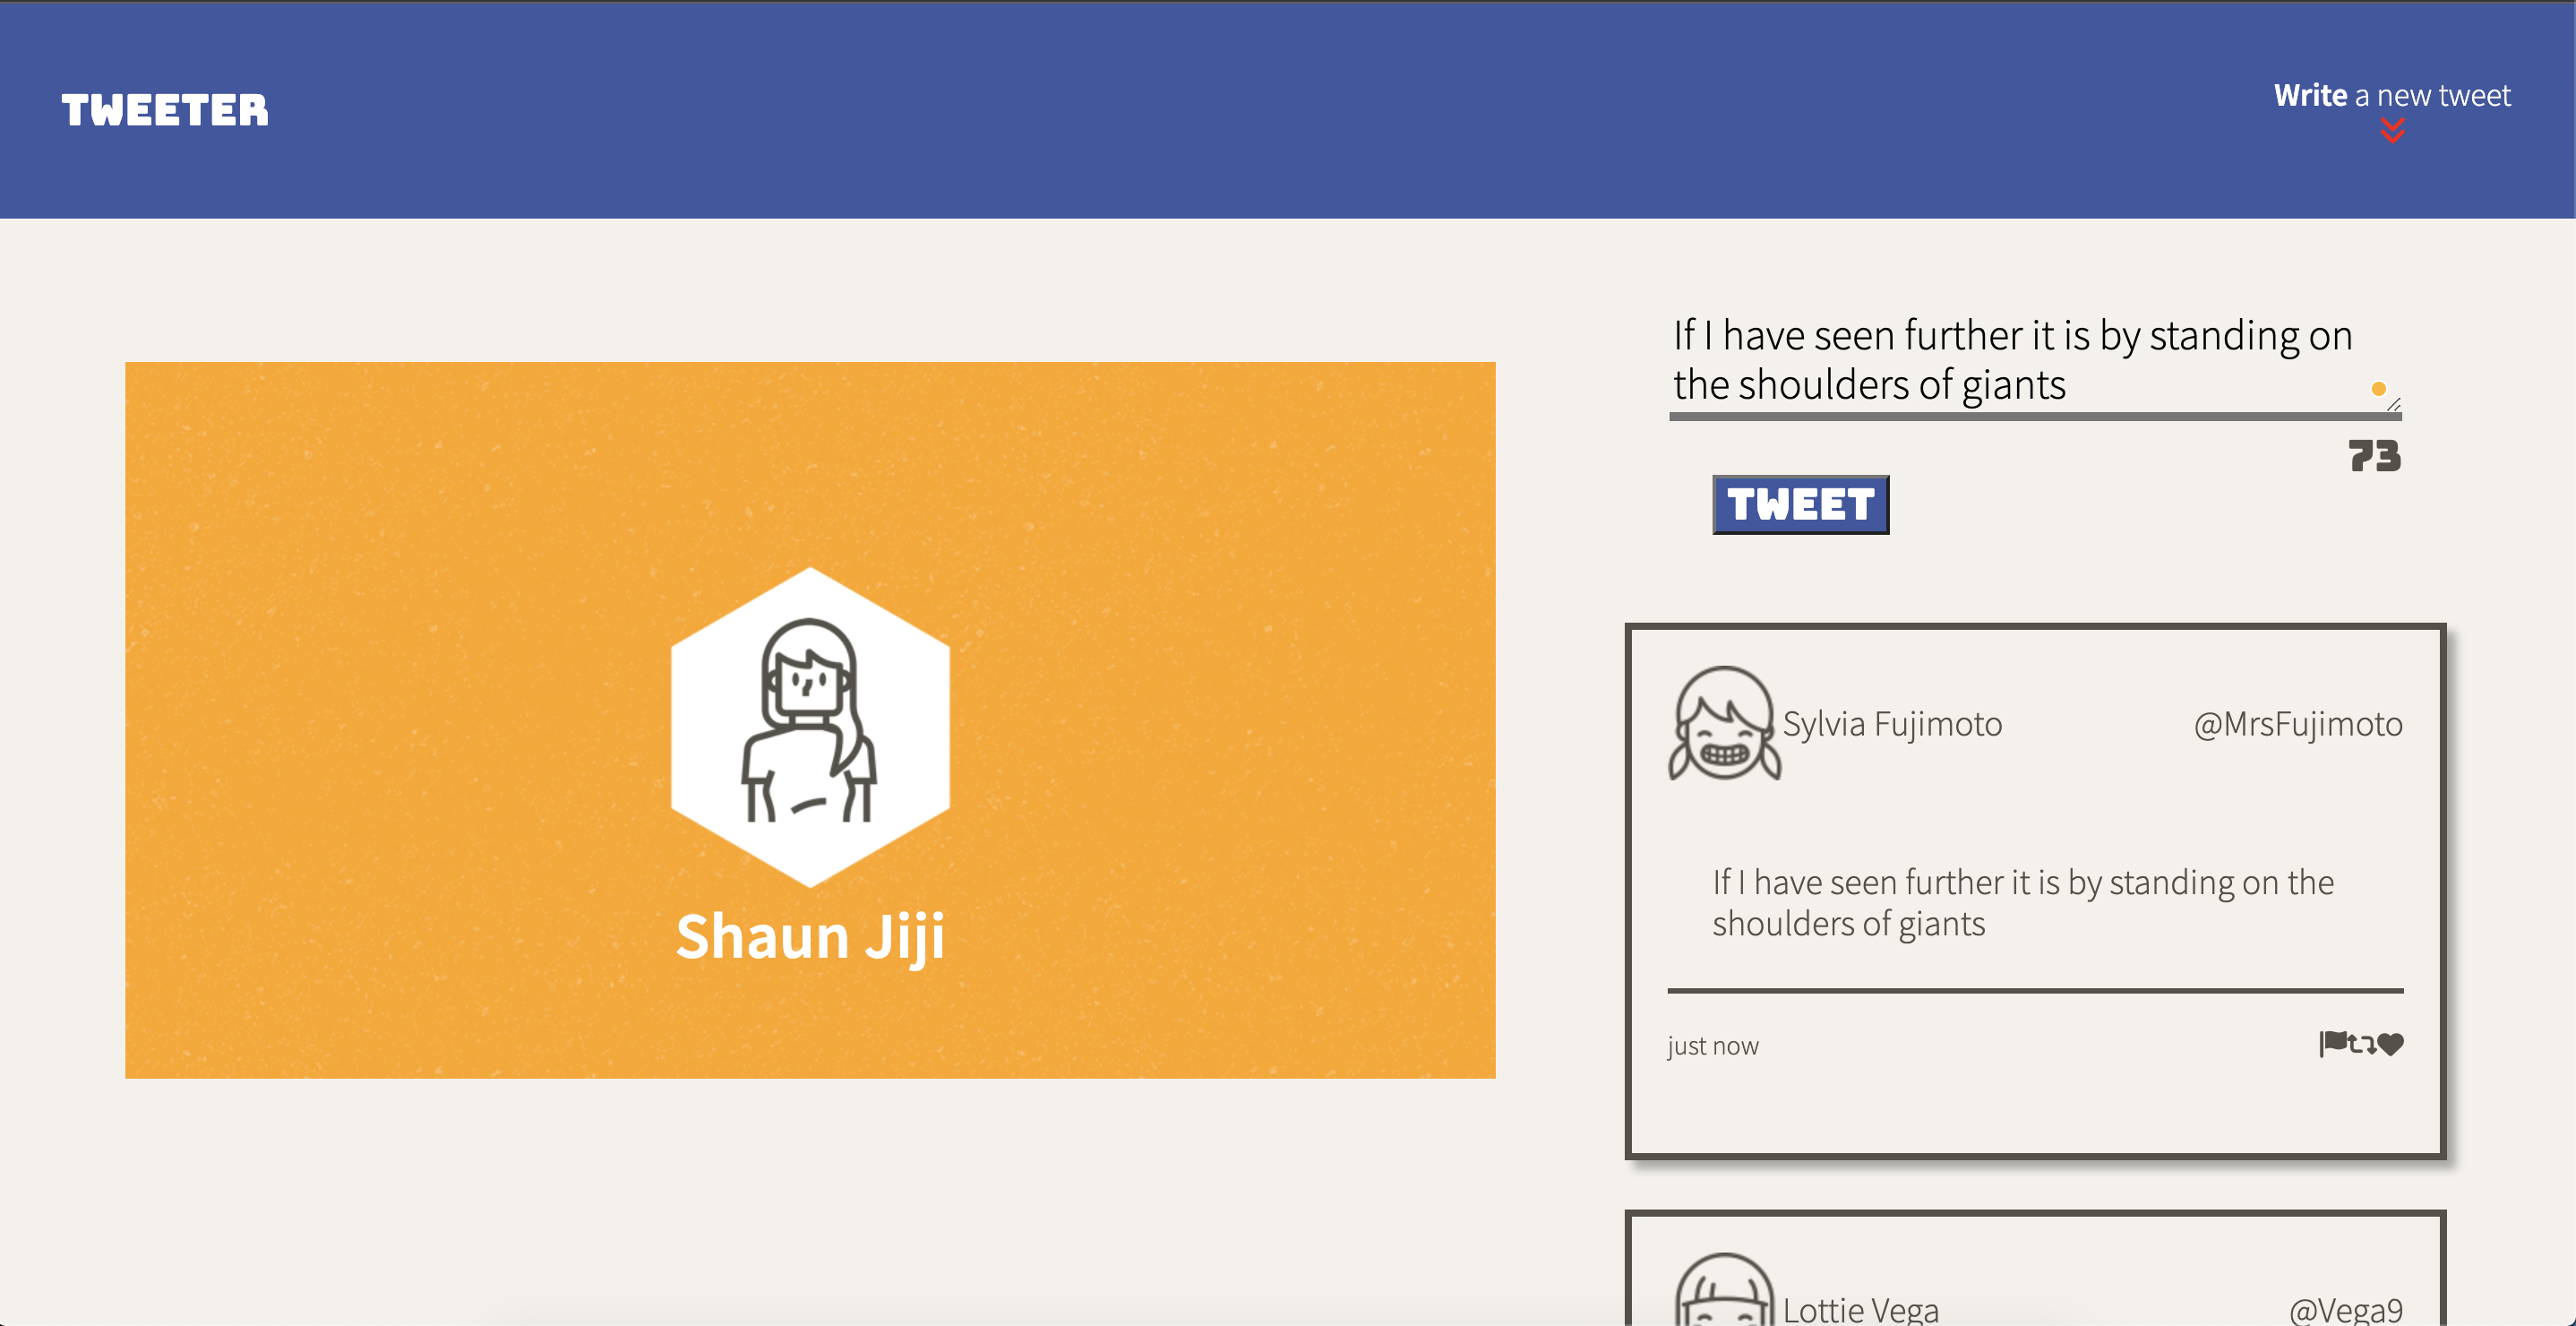 TWEETER
Write a new tweet
If I have seen further it is by standing on
the shoulders of giants
73
TWEET
Shaun Jiji
Sylvia Fujimoto
@MrsFujimoto
If I have seen further it is by standing on the
shoulders of giants
just now
Lottie Vega
@Vega9